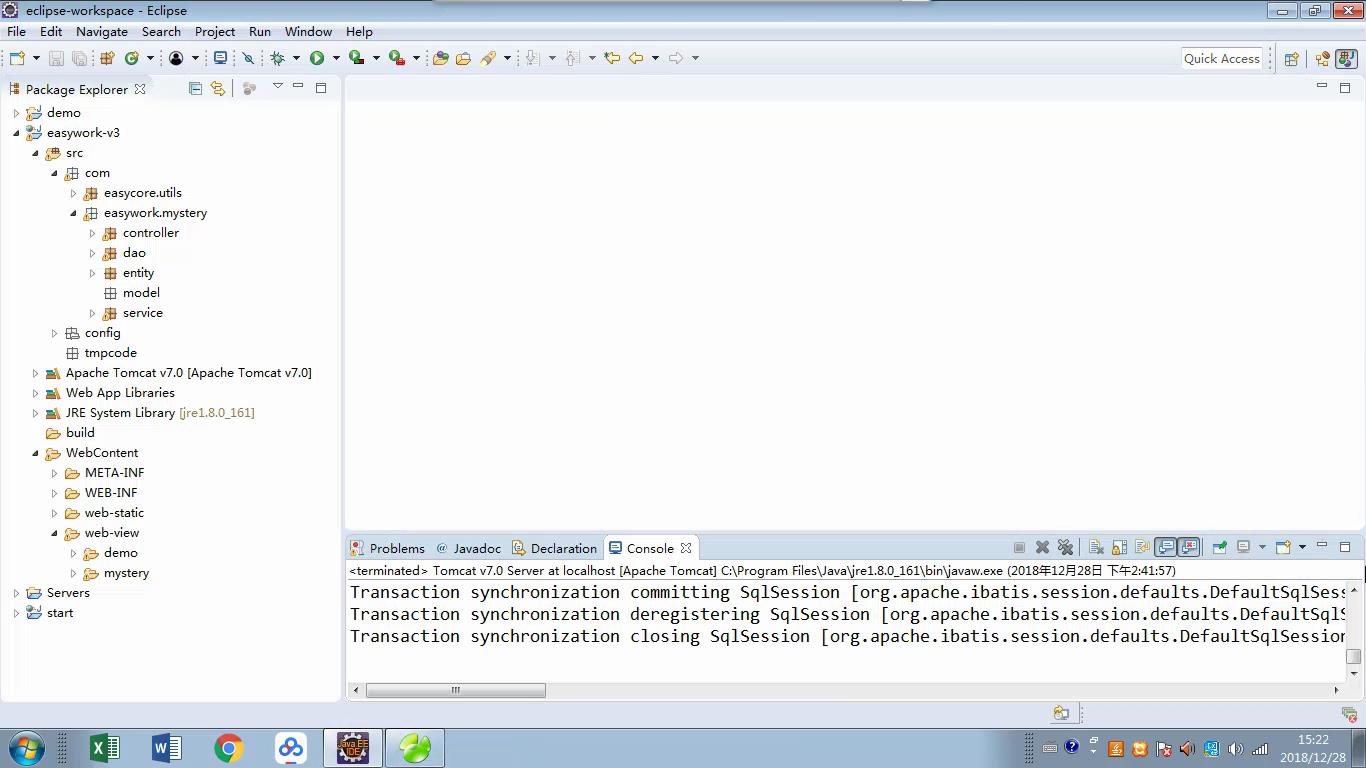 eclipse-workspace - Eclipse
File Edit Navigate Search Project Run Window Help
Quick Access
Package Explorer
demo
easywork-v3
src
com
easycore.utils
easywork.mystery
controller
dao
entity
model
service
config
tmpcode
Apache Tomcat v7.0 [Apache Tomcat v7.0]
Web App Libraries
JRE System Library [jre1.8.0_161]
build
WebContent
META-INF
WEB-INF
web-static
web-view
demo
mystery
Servers
start
Problems @ Javadoc Declaration Console
<terminated> Tomcat v7.0 Server at localhost [Apache Tomcat] C:\Program Files\Java\jre1.8.0_161\bin\javaw.exe (2018年12月28日 下午2:41:57)
Transaction synchronization committing SqlSession [org.apache.ibatis.session.defaults.DefaultSqlSess
Transaction synchronization deregistering SqlSession [org.apache.ibatis.session.defaults.DefaultSqlS
Transaction synchronization closing SqlSession [org.apache.ibatis.session.defaults.DefaultSqlSession
Java EE
IDE
15:22
2018/12/28